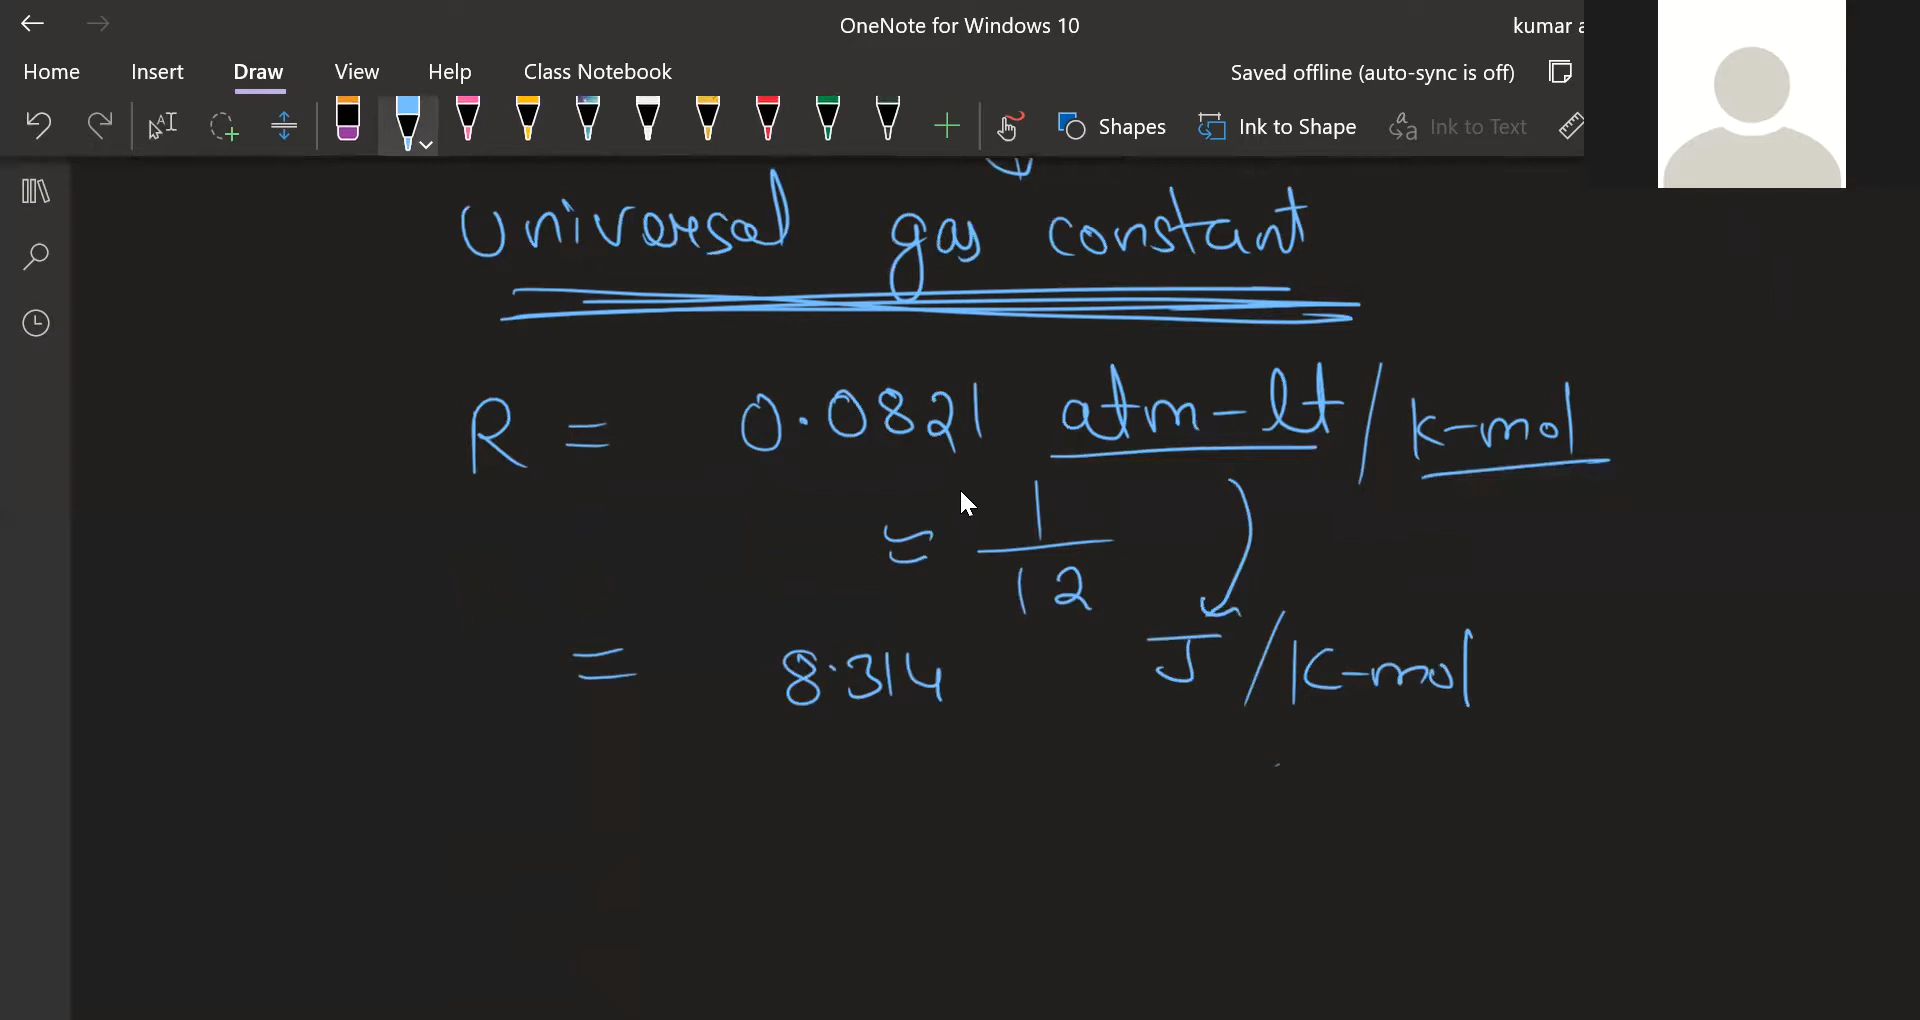 OneNote for Windows 10
kumar a
Home Insert Draw View Help Class Notebook
Saved offline (auto-sync is off)
Shapes Ink to Shape Ink to Text
Universal gas constant
R = 0.0821 atm-lt/k-mol
≈ 1/12
= 8.314 J/K-mol